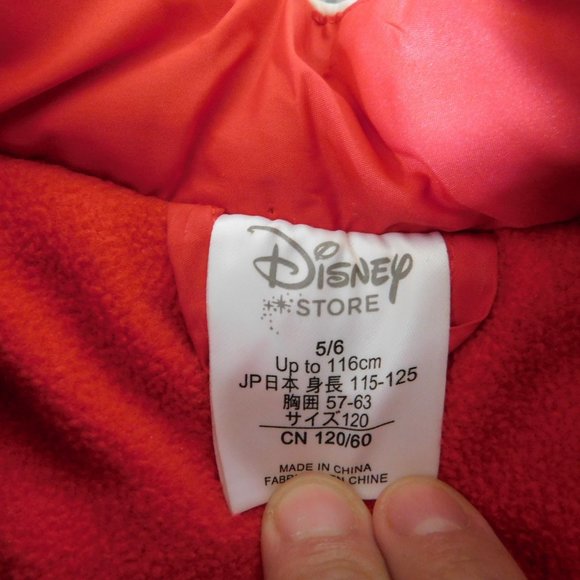 Disney
STORE
5/6
Up to 116cm
JP日本 身長 115-125
胸囲 57-63
サイズ120
CN 120/60
MADE IN CHINA
EN CHINE